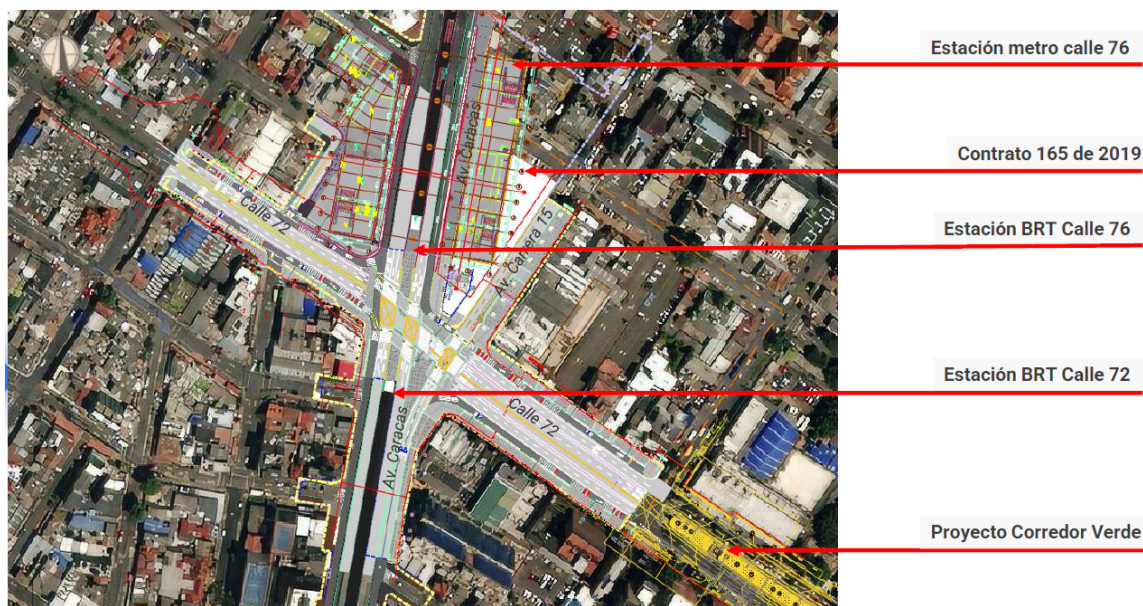 Estación metro calle 76
Contrato 165 de 2019
Av. Caracas
Calle 72
Av. Carrera 15
Estación BRT Calle 76
Estación BRT Calle 72
Calle 72
Av. Caracas
Proyecto Corredor Verde